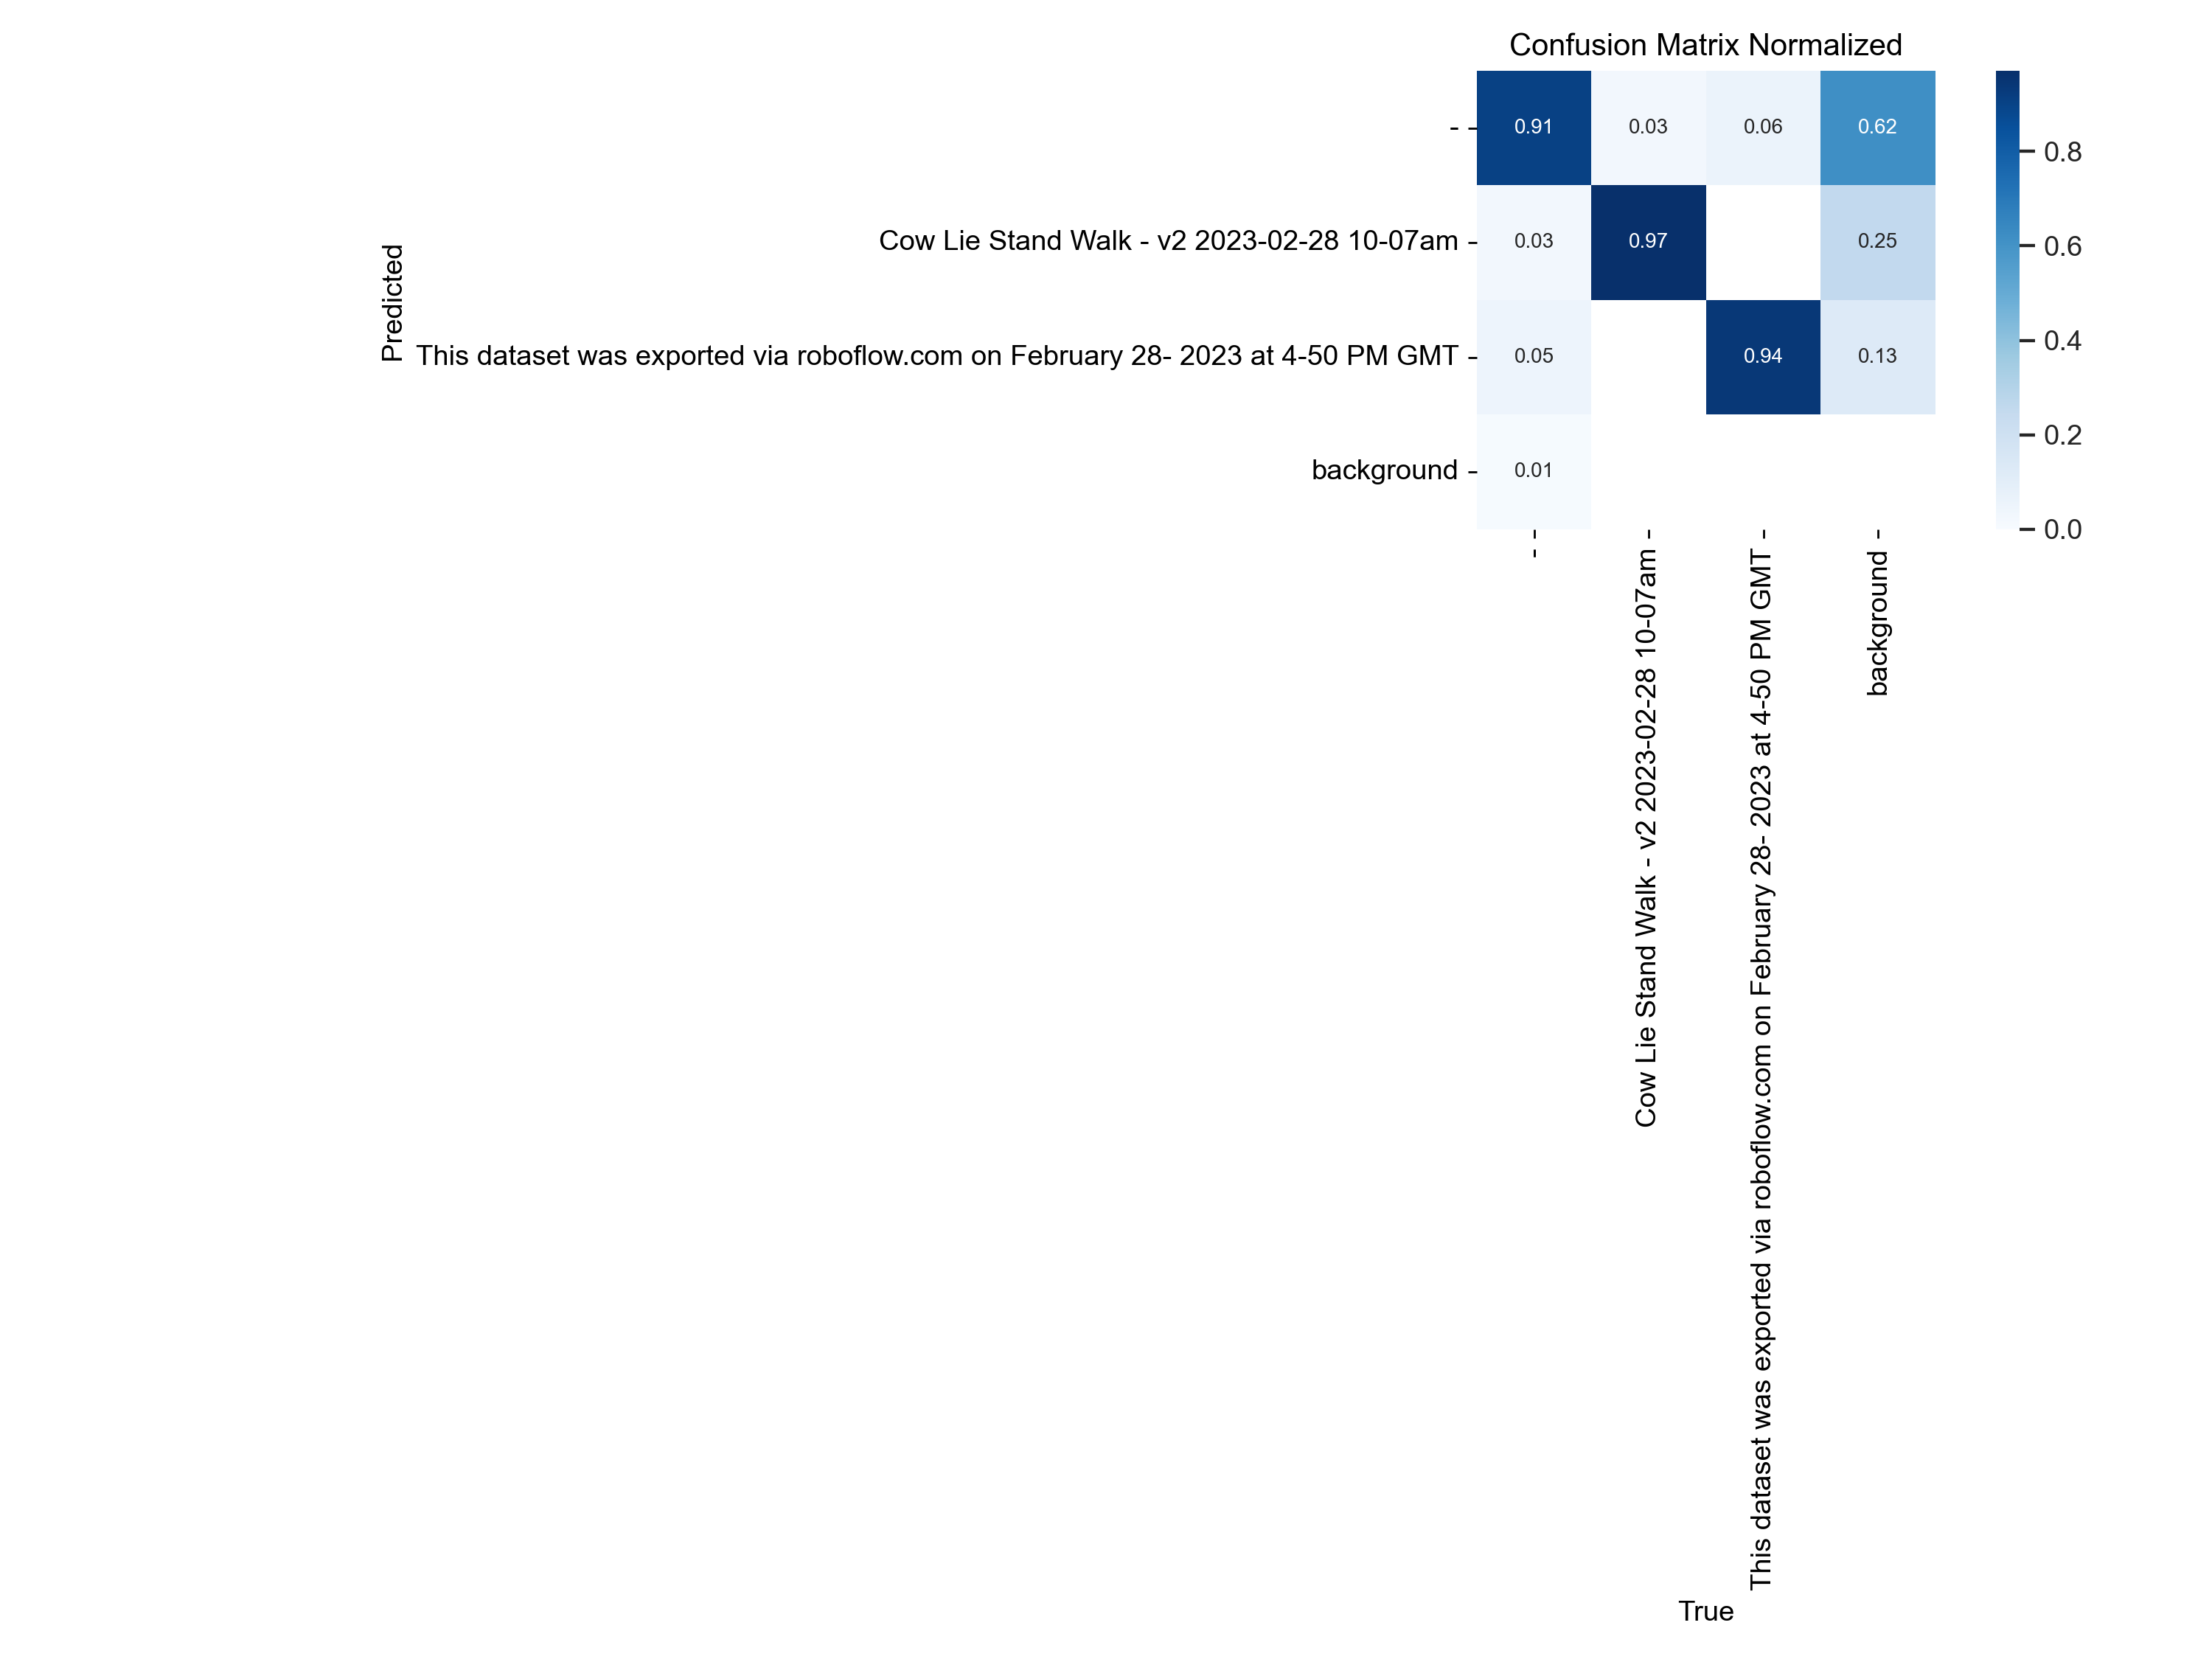 Confusion Matrix Normalized
- 0.91 0.03 0.06 0.62
Cow Lie Stand Walk - v2 2023-02-28 10-07am 0.03 0.97 0.25
This dataset was exported via roboflow.com on February 28- 2023 at 4-50 PM GMT 0.05 0.94 0.13
background 0.01
Predicted
-
Cow Lie Stand Walk - v2 2023-02-28 10-07am
This dataset was exported via roboflow.com on February 28- 2023 at 4-50 PM GMT
background
True
0.8
0.6
0.4
0.2
0.0